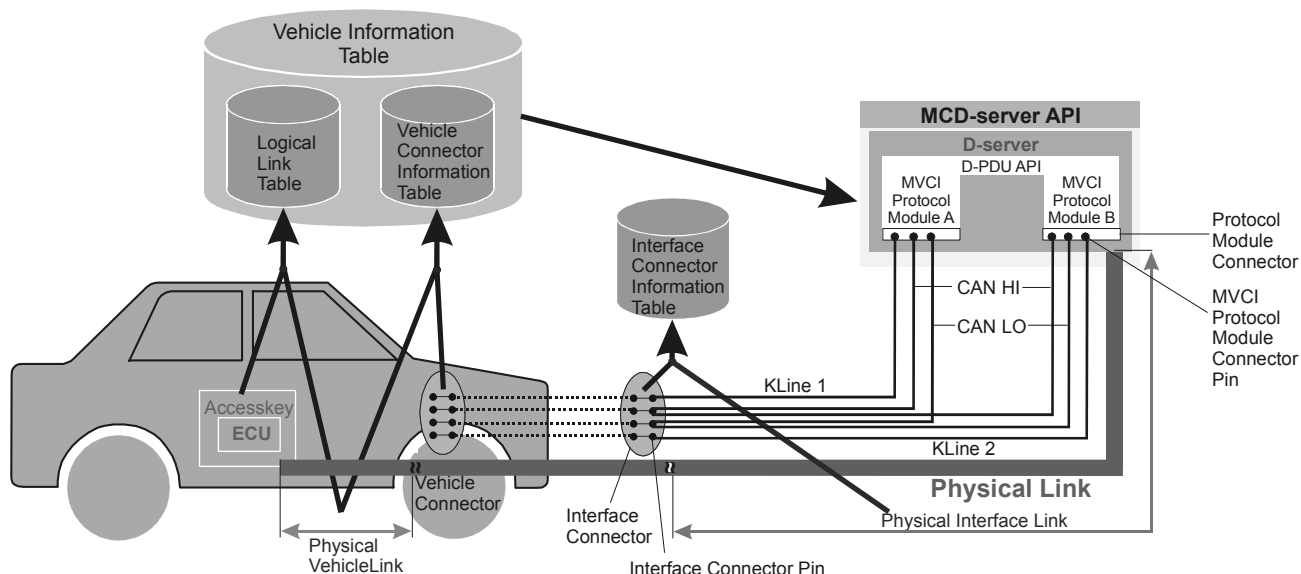 Vehicle Information
Table
Logical
Link
Table
Vehicle
Connector
Information
Table
MCD-server API
D-server
D-PDU API
MVCI
Protocol
Module A
MVCI
Protocol
Module B
Protocol
Module
Connector
MVCI
Protocol
Module
Connector
Pin
Interface
Connector
Information
Table
CAN HI
CAN LO
KLine 1
KLine 2
Accesskey
ECU
Vehicle
Connector
Physical Link
Physical Interface Link
Interface
Connector
Physical
VehicleLink
Interface Connector Pin